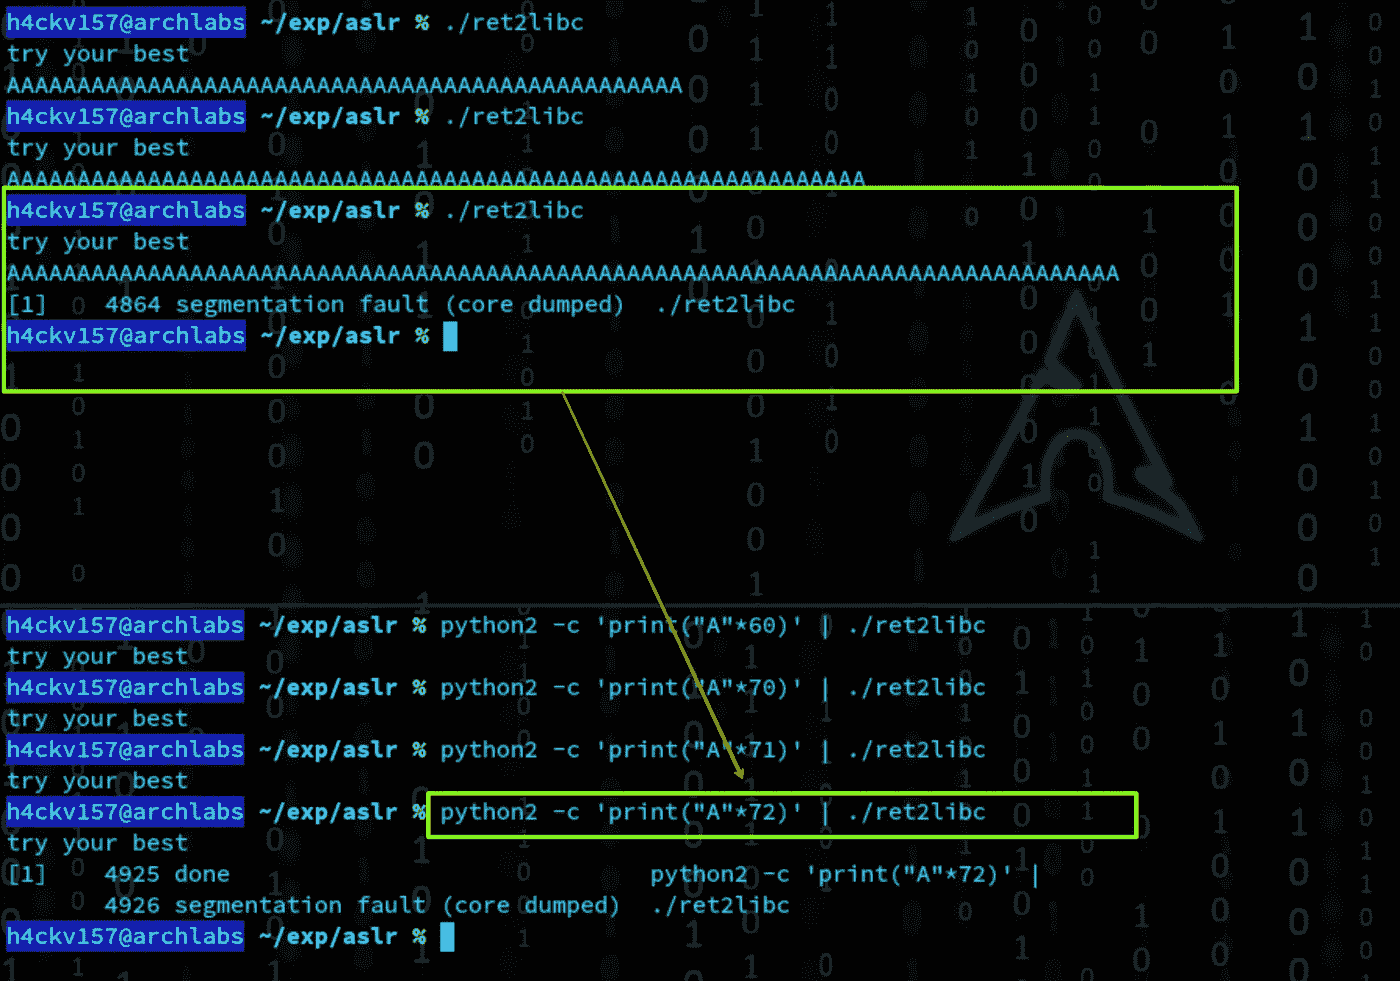 h4ckv157@archlabs ~/exp/aslr % ./ret2libc
try your best
AAAAAAAAAAAAAAAAAAAAAAAAAAAAAAAAAAAAAAAAAAAAAAAA
h4ckv157@archlabs ~/exp/aslr % ./ret2libc
try your best
AAAAAAAAAAAAAAAAAAAAAAAAAAAAAAAAAAAAAAAAAAAAAAAAAAAAAAAAAAAAA
h4ckv157@archlabs ~/exp/aslr % ./ret2libc
try your best
AAAAAAAAAAAAAAAAAAAAAAAAAAAAAAAAAAAAAAAAAAAAAAAAAAAAAAAAAAAAAAAAAAAAAAAAAAAAAAA
[1]    4864 segmentation fault (core dumped)  ./ret2libc
h4ckv157@archlabs ~/exp/aslr %
h4ckv157@archlabs ~/exp/aslr % python2 -c 'print("A"*60)' | ./ret2libc
try your best
h4ckv157@archlabs ~/exp/aslr % python2 -c 'print("A"*70)' | ./ret2libc
try your best
h4ckv157@archlabs ~/exp/aslr % python2 -c 'print("A"*71)' | ./ret2libc
try your best
h4ckv157@archlabs ~/exp/aslr % python2 -c 'print("A"*72)' | ./ret2libc
try your best
[1]    4925 done                              python2 -c 'print("A"*72)' |
       4926 segmentation fault (core dumped)  ./ret2libc
h4ckv157@archlabs ~/exp/aslr %